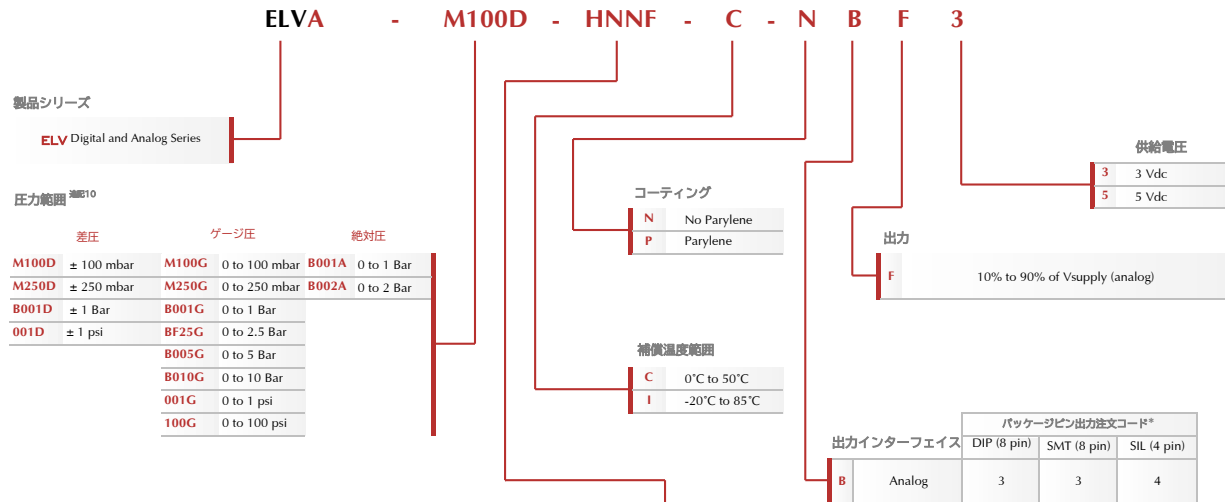 ELVA - M100D - HNNF - C - N B F 3
製品シリーズ
ELV Digital and Analog Series
供給電圧
3 3 Vdc
5 5 Vdc
コーティング
N No Parylene
P Parylene
出力
F 10% to 90% of Vsupply (analog)
圧力範囲
差圧 ゲージ圧 絶対圧
M100D ± 100 mbar M100G 0 to 100 mbar B001A 0 to 1 Bar
M250D ± 250 mbar M250G 0 to 250 mbar B002A 0 to 2 Bar
B001D ± 1 Bar B001G 0 to 1 Bar
001D ± 1 psi BF25G 0 to 2.5 Bar
B005G 0 to 5 Bar
B010G 0 to 10 Bar
001G 0 to 1 psi
100G 0 to 100 psi
補償温度範囲
C 0˚C to 50˚C
I -20˚C to 85˚C
パッケージピン出力注文コード*
出力インターフェイス DIP (8 pin) SMT (8 pin) SIL (4 pin)
B Analog 3 3 4